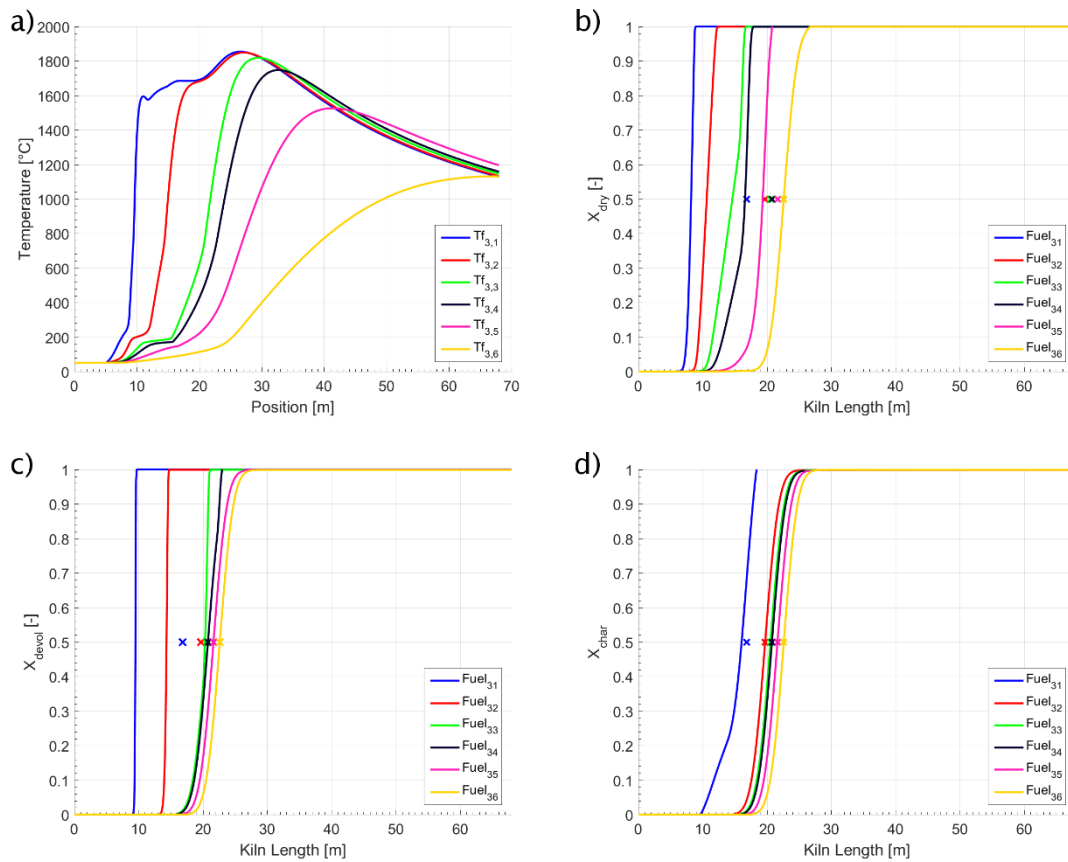 a)
2000
1800
1600
1400
1200
1000
800
600
400
200
0
Temperature [°C]
0 10 20 30 40 50 60 70
Position [m]
Tf3,1
Tf3,2
Tf3,3
Tf3,4
Tf3,5
Tf3,6
b)
1
0.9
0.8
0.7
0.6
0.5
0.4
0.3
0.2
0.1
0
Xdry [-]
0 10 20 30 40 50 60
Kiln Length [m]
Fuel31
Fuel32
Fuel33
Fuel34
Fuel35
Fuel36
c)
1
0.9
0.8
0.7
0.6
0.5
0.4
0.3
0.2
0.1
0
Xdevol [-]
0 10 20 30 40 50 60
Kiln Length [m]
Fuel31
Fuel32
Fuel33
Fuel34
Fuel35
Fuel36
d)
1
0.9
0.8
0.7
0.6
0.5
0.4
0.3
0.2
0.1
0
Xchar [-]
0 10 20 30 40 50 60
Kiln Length [m]
Fuel31
Fuel32
Fuel33
Fuel34
Fuel35
Fuel36